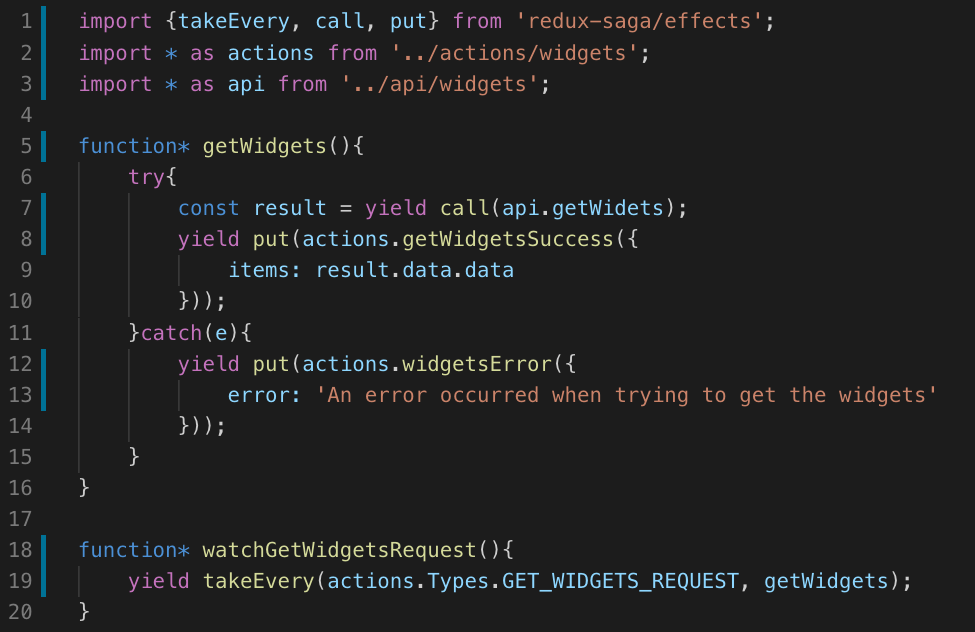 1 import {takeEvery, call, put} from 'redux-saga/effects';
2 import * as actions from '../actions/widgets';
3 import * as api from '../api/widgets';
4
5 function* getWidgets(){
6 try{
7 const result = yield call(api.getWidets);
8 yield put(actions.getWidgetsSuccess({
9 items: result.data.data
10 }));
11 }catch(e){
12 yield put(actions.widgetsError({
13 error: 'An error occurred when trying to get the widgets'
14 }));
15 }
16 }
17
18 function* watchGetWidgetsRequest(){
19 yield takeEvery(actions.Types.GET_WIDGETS_REQUEST, getWidgets);
20 }